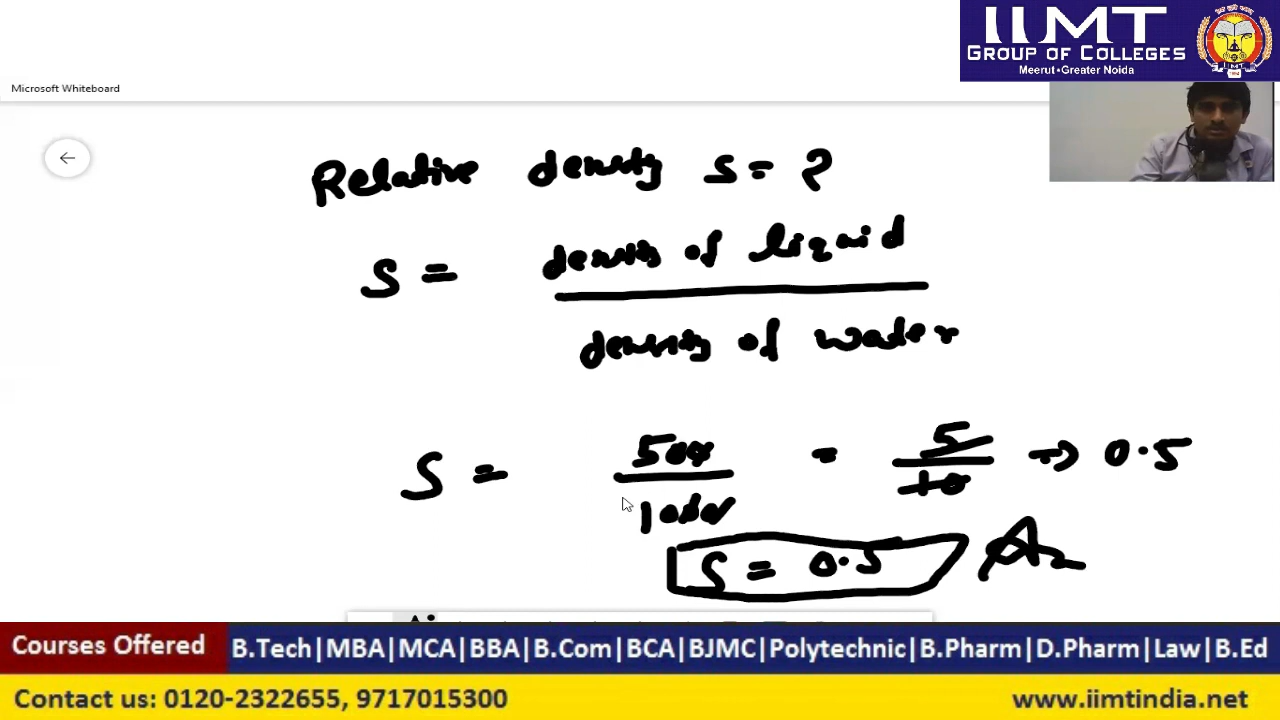 IIMT
GROUP OF COLLEGES
Meerut•Greater Noida
Microsoft Whiteboard
Relative density S = ?
S = density of liquid
density of water
S = 500 = 5 → 0.5
1000 10
S = 0.5 Ans
Courses Offered B.Tech|MBA|MCA|BBA|B.Com|BCA|BJMC|Polytechnic|B.Pharm|D.Pharm|Law|B.Ed
Contact us: 0120-2322655, 9717015300 www.iimtindia.net